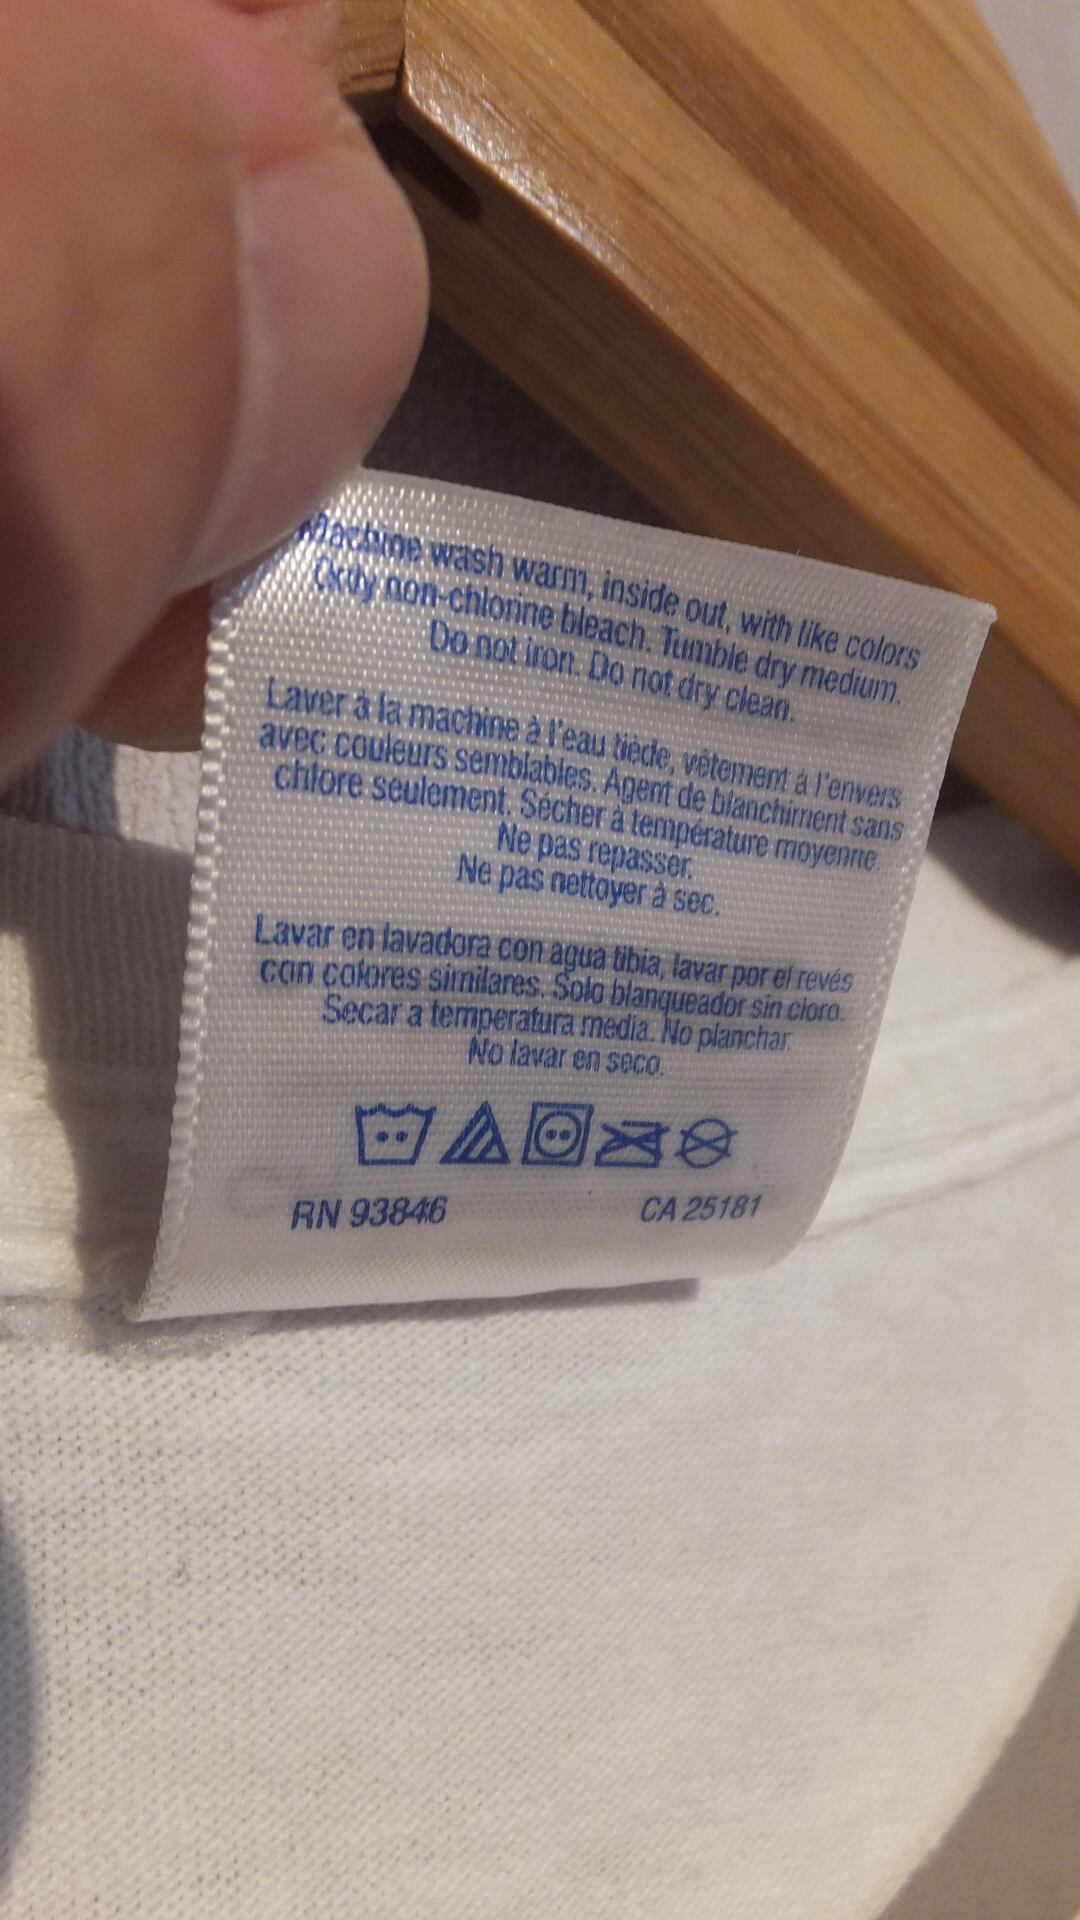 Machine wash warm, inside out, with like colors
Only non-chlorine bleach. Tumble dry medium.
Do not iron. Do not dry clean.
Laver à la machine à l'eau tiède, vêtement à l'envers
avec couleurs semblables. Agent de blanchiment sans
chlore seulement. Sécher à température moyenne.
Ne pas repasser.
Ne pas nettoyer à sec.
Lavar en lavadora con agua tibia, lavar por el revés
con colores similares. Solo blanqueador sin cloro.
Secar a temperatura media. No planchar.
No lavar en seco.
RN 93846 CA 25181